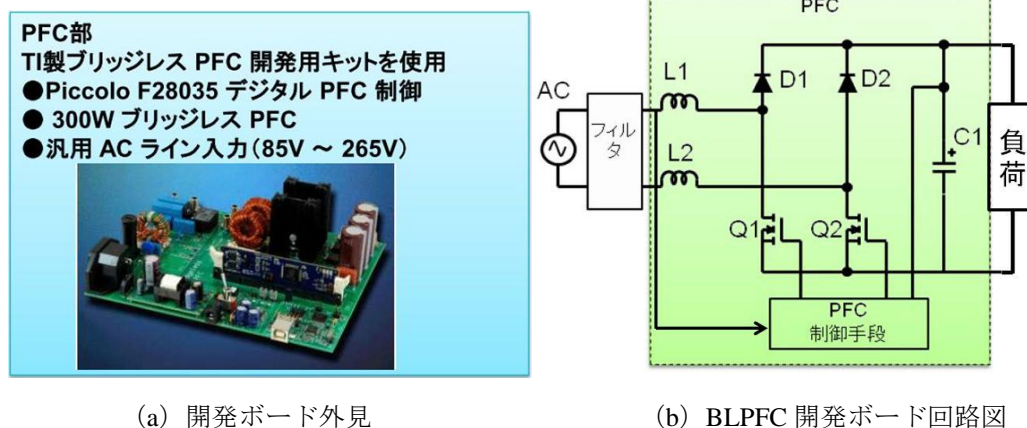 PFC部
TI製ブリッジレス PFC 開発用キットを使用
●Piccolo F28035 デジタル PFC 制御
● 300W ブリッジレス PFC
●汎用 AC ライン入力(85V ～ 265V)
PFC
AC
フィル
タ
L1
L2
D1
D2
C1
+
負
荷
Q1
Q2
PFC
制御手段
(a) 開発ボード外見
(b) BLPFC 開発ボード回路図